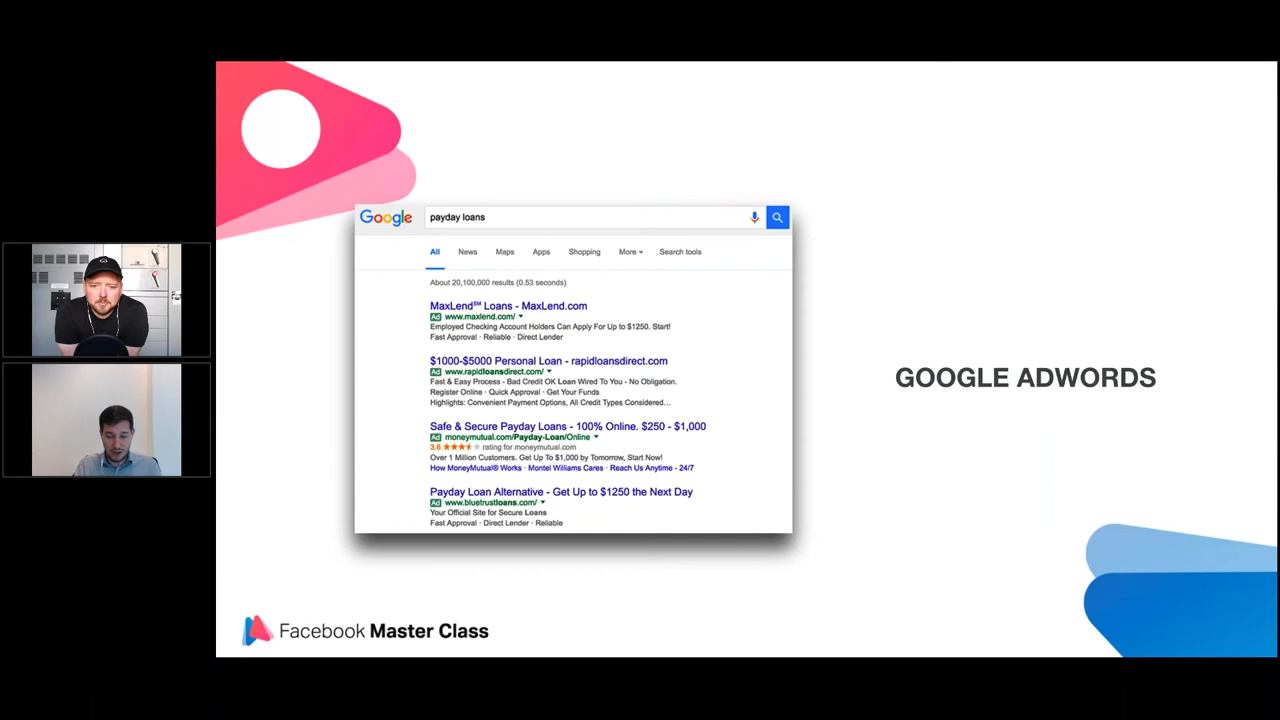 Google payday loans
All News Maps Apps Shopping More Search tools
About 20,100,000 results (0.53 seconds)
MaxLend℠ Loans - MaxLend.com
Ad www.maxlend.com/
Employed Checking Account Holders Can Apply For Up to $1250. Start!
Fast Approval · Reliable · Direct Lender
$1000-$5000 Personal Loan - rapidloansdirect.com
Ad www.rapidloansdirect.com/
Fast & Easy Process - Bad Credit OK Loan Wired To You - No Obligation.
Register Online · Quick Approval · Get Your Funds
Highlights: Convenient Payment Options, All Credit Types Considered…
Safe & Secure Payday Loans - 100% Online. $250 - $1,000
Ad moneymutual.com/Payday-Loan/Online
3.6 rating for moneymutual.com
Over 1 Million Customers. Get Up To $1,000 by Tomorrow, Start Now!
How MoneyMutual® Works · Montel Williams Cares · Reach Us Anytime - 24/7
Payday Loan Alternative - Get Up to $1250 the Next Day
Ad www.bluetrustloans.com/
Your Official Site for Secure Loans
Fast Approval · Direct Lender · Reliable
GOOGLE ADWORDS
Facebook Master Class